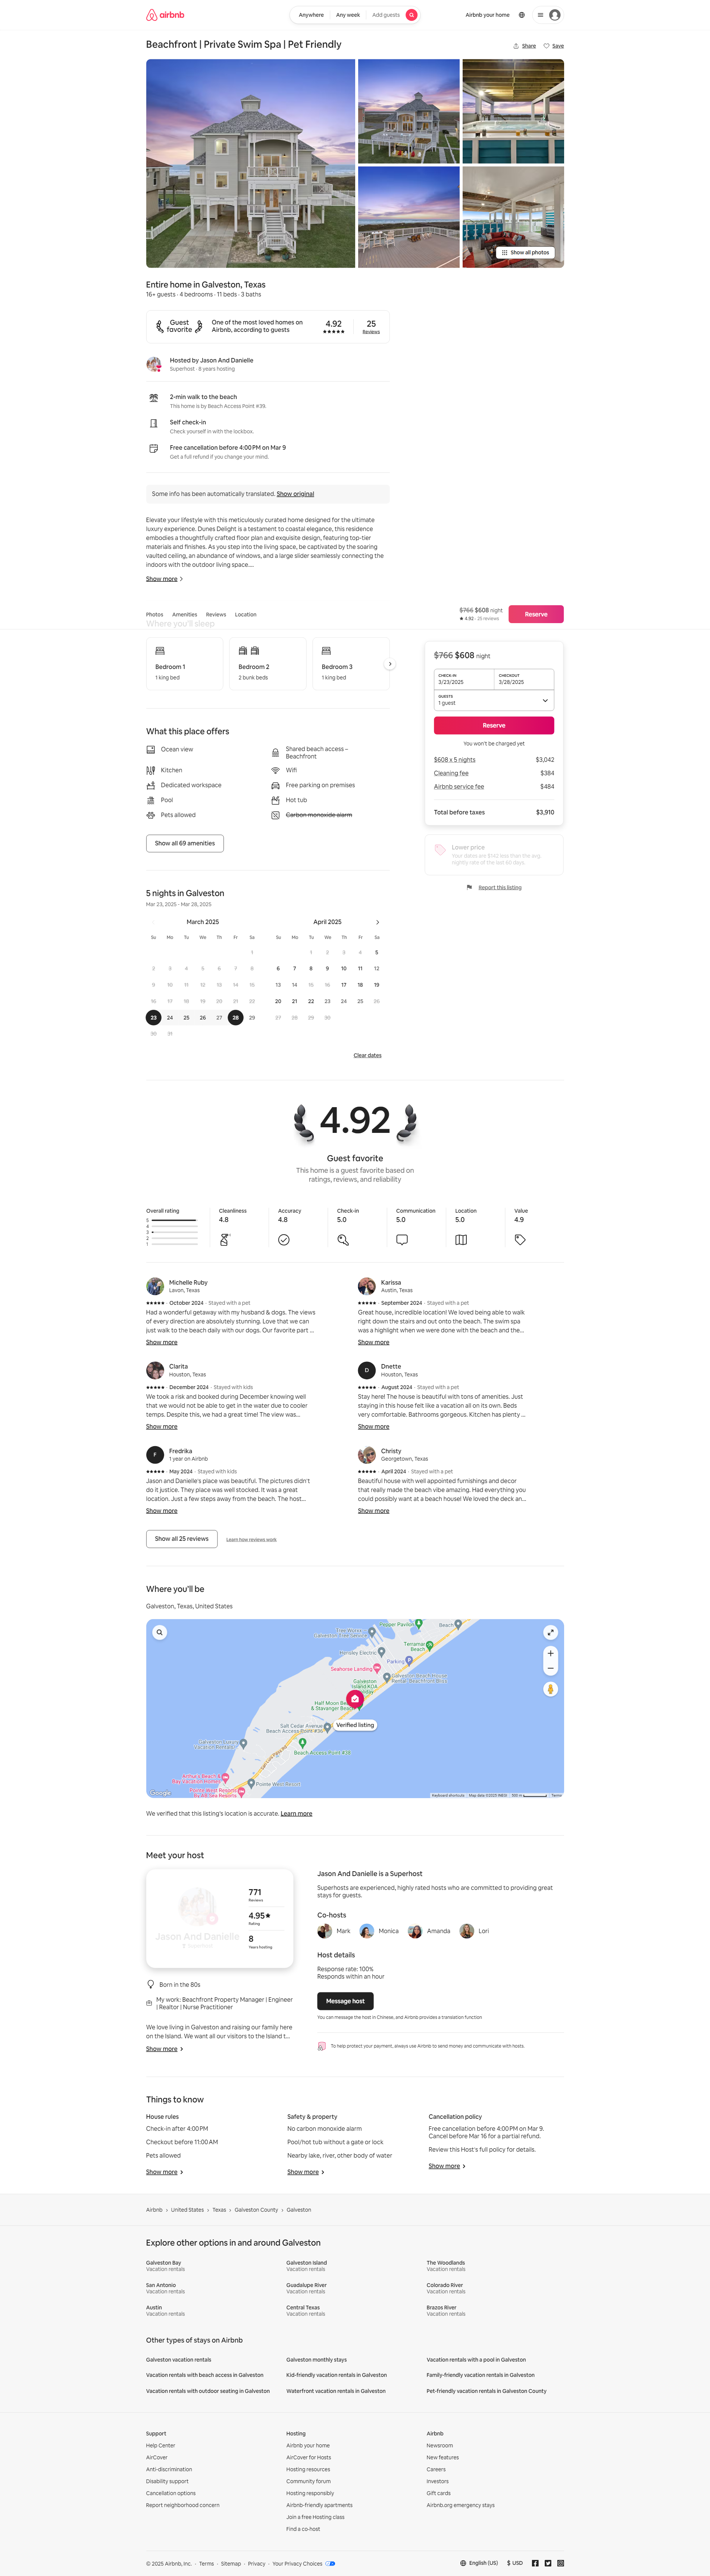 airbnb
Anywhere
Any week
Add guests
Airbnb your home
Beachfront | Private Swim Spa | Pet Friendly
Share
Save
Show all photos
Entire home in Galveston, Texas
16+ guests · 4 bedrooms · 11 beds · 3 baths
Guest favorite
One of the most loved homes on
Airbnb, according to guests
4.92
25
Reviews
Hosted by Jason And Danielle
Superhost · 8 years hosting
2-min walk to the beach
This home is by Beach Access Point #39.
Self check-in
Check yourself in with the lockbox.
Free cancellation before 4:00 PM on Mar 9
Get a full refund if you change your mind.
Some info has been automatically translated. Show original
Elevate your lifestyle with this meticulously curated home designed for the ultimate
luxury experience. Dunes Delight is a testament to coastal elegance, this residence
embodies a thoughtfully crafted floor plan and exquisite design, featuring top-tier
materials and finishes. As you step into the living space, be captivated by the soaring
vaulted ceiling, an abundance of windows, and a large slider seamlessly connecting the
indoors with the outdoor living space....
Show more
Photos
Amenities
Reviews
Location
$766 $608 night
4.92 · 25 reviews
Reserve
Where you'll sleep
Bedroom 1
1 king bed
Bedroom 2
2 bunk beds
Bedroom 3
1 king bed
$766 $608 night
CHECK-IN
3/23/2025
CHECKOUT
3/28/2025
GUESTS
1 guest
Reserve
You won't be charged yet
$608 x 5 nights
$3,042
Cleaning fee
$384
Airbnb service fee
$484
Total before taxes
$3,910
Lower price
Your dates are $142 less than the avg.
nightly rate of the last 60 days.
Report this listing
What this place offers
Ocean view
Shared beach access –
Beachfront
Kitchen
Wifi
Dedicated workspace
Free parking on premises
Pool
Hot tub
Pets allowed
Carbon monoxide alarm
Show all 69 amenities
5 nights in Galveston
Mar 23, 2025 - Mar 28, 2025
March 2025
Su Mo Tu We Th Fr Sa
1
2 3 4 5 6 7 8
9 10 11 12 13 14 15
16 17 18 19 20 21 22
23 24 25 26 27 28 29
30 31
April 2025
Su Mo Tu We Th Fr Sa
1 2 3 4 5
6 7 8 9 10 11 12
13 14 15 16 17 18 19
20 21 22 23 24 25 26
27 28 29 30
Clear dates
4.92
Guest favorite
This home is a guest favorite based on
ratings, reviews, and reliability
Overall rating
5
4
3
2
1
Cleanliness
4.8
Accuracy
4.8
Check-in
5.0
Communication
5.0
Location
5.0
Value
4.9
Michelle Ruby
Lavon, Texas
October 2024 · Stayed with a pet
Had a wonderful getaway with my husband & dogs. The views
of every direction are absolutely stunning. Love that we can
just walk to the beach daily with our dogs. Our favorite part ...
Show more
Karissa
Austin, Texas
September 2024 · Stayed with a pet
Great house, incredible location! We loved being able to walk
right down the stairs and out onto the beach. The swim spa
was a highlight when we were done with the beach and the...
Show more
Clarita
Houston, Texas
December 2024 · Stayed with kids
We took a risk and booked during December knowing well
that we would not be able to get in the water due to cooler
temps. Despite this, we had a great time! The view was...
Show more
D
Dnette
Houston, Texas
August 2024 · Stayed with a pet
Stay here! The house is beautiful with tons of amenities. Just
staying in this house felt like a vacation all on its own. Beds
very comfortable. Bathrooms gorgeous. Kitchen has plenty ...
Show more
F
Fredrika
1 year on Airbnb
May 2024 · Stayed with kids
Jason and Danielle's place was beautiful. The pictures didn't
do it justice. They place was well stocked. It was a great
location. Just a few steps away from the beach. The host...
Show more
Christy
Georgetown, Texas
April 2024 · Stayed with a pet
Beautiful house with well appointed furnishings and decor
that really made the beach vibe amazing. Had everything you
could possibly want at a beach house! We loved the deck an...
Show more
Show all 25 reviews
Learn how reviews work
Where you'll be
Galveston, Texas, United States
Beach
Hensley Electric
Terramar
Beach
Parking
Seahorse Landing
Galveston
Galveston Beach House
Half Moon Bea
& Stavanger Beach
Verified listing
Salt Cedar Avenue
Beach Access Point #36
Beach Access Point #34
Pointe West Resort
Google
Keyboard shortcuts
Map data ©2025 INEGI
500 m
Terms
We verified that this listing's location is accurate. Learn more
Meet your host
Jason And Danielle
771
Reviews
4.95
Rating
8
Years hosting
Born in the 80s
My work: Beachfront Property Manager | Engineer
| Realtor | Nurse Practitioner
We love living in Galveston and raising our family here
on the Island. We want all our visitors to the Island t...
Show more
Jason And Danielle is a Superhost
Superhosts are experienced, highly rated hosts who are committed to providing great
stays for guests.
Co-hosts
Mark
Monica
Amanda
Lori
Host details
Response rate: 100%
Responds within an hour
Message host
You can message the host in Chinese, and Airbnb provides a translation function
To help protect your payment, always use Airbnb to send money and communicate with hosts.
Things to know
House rules
Check-in after 4:00 PM
Checkout before 11:00 AM
Pets allowed
Show more
Safety & property
No carbon monoxide alarm
Pool/hot tub without a gate or lock
Nearby lake, river, other body of water
Show more
Cancellation policy
Free cancellation before 4:00 PM on Mar 9.
Cancel before Mar 16 for a partial refund.
Review this Host's full policy for details.
Show more
Airbnb
United States
Texas
Galveston County
Galveston
Explore other options in and around Galveston
Galveston Bay
Vacation rentals
Galveston Island
Vacation rentals
The Woodlands
Vacation rentals
San Antonio
Vacation rentals
Guadalupe River
Vacation rentals
Colorado River
Vacation rentals
Austin
Vacation rentals
Central Texas
Vacation rentals
Brazos River
Vacation rentals
Other types of stays on Airbnb
Galveston vacation rentals
Galveston monthly stays
Vacation rentals with a pool in Galveston
Vacation rentals with beach access in Galveston
Kid-friendly vacation rentals in Galveston
Family-friendly vacation rentals in Galveston
Vacation rentals with outdoor seating in Galveston
Waterfront vacation rentals in Galveston
Pet-friendly vacation rentals in Galveston County
Support
Help Center
AirCover
Anti-discrimination
Disability support
Cancellation options
Report neighborhood concern
Hosting
Airbnb your home
AirCover for Hosts
Hosting resources
Community forum
Hosting responsibly
Airbnb-friendly apartments
Join a free Hosting class
Find a co-host
Airbnb
Newsroom
New features
Careers
Investors
Gift cards
Airbnb.org emergency stays
© 2025 Airbnb, Inc. · Terms · Sitemap · Privacy · Your Privacy Choices
English (US)
$ USD